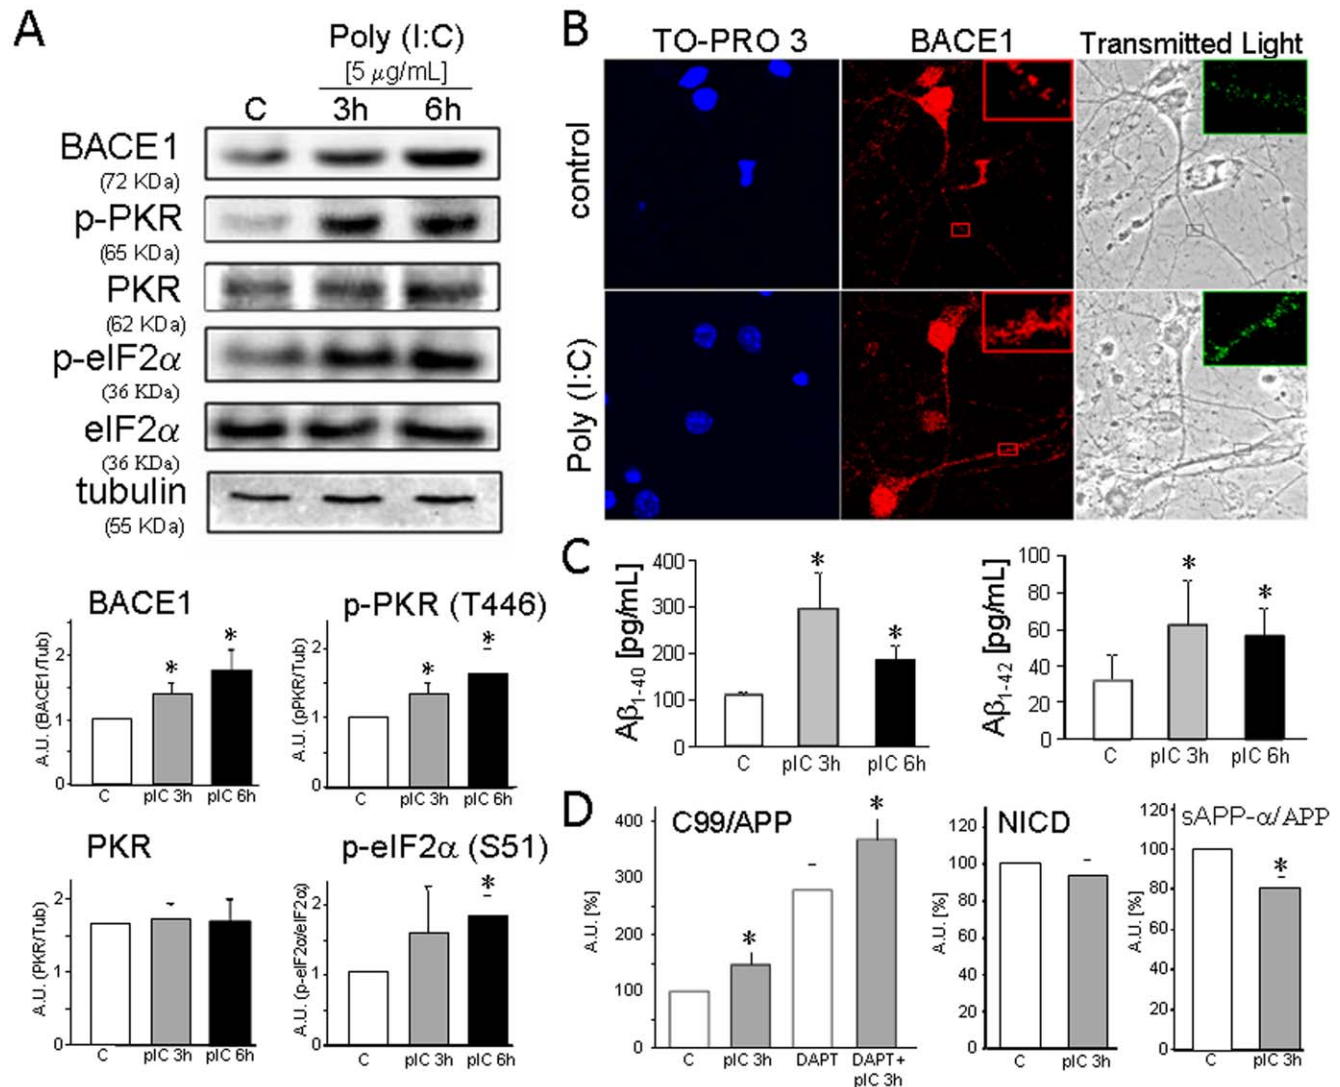 A
Poly (I:C)
[5 μg/mL]
C 3h 6h
BACE1
(72 KDa)
p-PKR
(65 KDa)
PKR
(62 KDa)
p-eIF2α
(36 KDa)
eIF2α
(36 KDa)
tubulin
(55 KDa)
BACE1
A.U. (BACE1/Tub)
2
1
0
C pIC 3h pIC 6h
* *
p-PKR (T446)
A.U. (pPKR/Tub)
2
1
0
C pIC 3h pIC 6h
* *
PKR
A.U. (PKR/Tub)
2
1
0
C pIC 3h pIC 6h
p-eIF2α (S51)
A.U. (p-eIF2α/eIF2α)
2
1
0
C pIC 3h pIC 6h
*
B
TO-PRO 3 BACE1 Transmitted Light
control
Poly (I:C)
C
Aβ1-40 [pg/mL]
400
300
200
100
0
C pIC 3h pIC 6h
* *
Aβ1-42 [pg/mL]
100
80
60
40
20
0
C pIC 3h pIC 6h
* *
D
C99/APP
A.U. [%]
400
300
200
100
0
C pIC 3h DAPT DAPT+
pIC 3h
* *
NICD
A.U. [%]
120
100
80
60
40
20
0
C pIC 3h
sAPP-α/APP
A.U. [%]
120
100
80
60
40
20
0
C pIC 3h
*